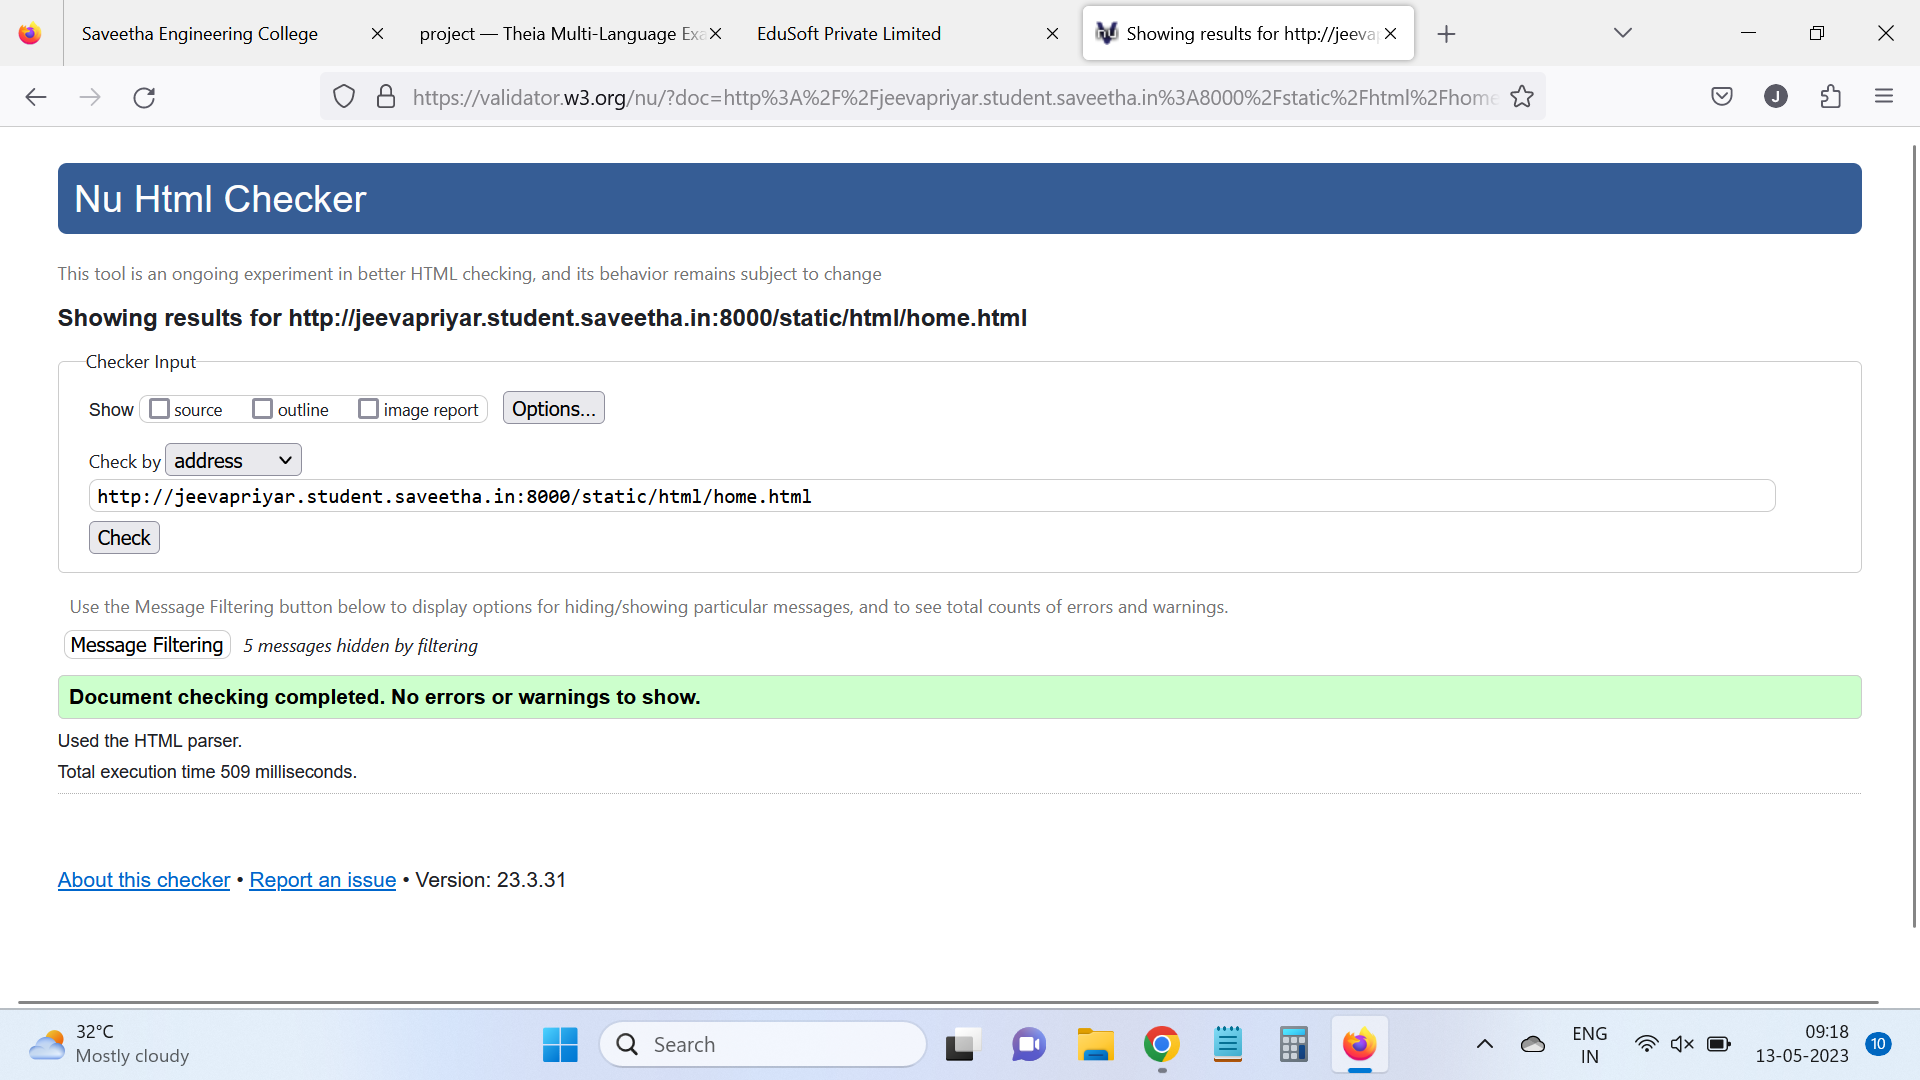 Saveetha Engineering College
project — Theia Multi-Language Exa
EduSoft Private Limited
Showing results for http://jeevap
https://validator.w3.org/nu/?doc=http%3A%2F%2Fjeevapriyar.student.saveetha.in%3A8000%2Fstatic%2Fhtml%2Fhome
J
Nu Html Checker
This tool is an ongoing experiment in better HTML checking, and its behavior remains subject to change
Showing results for http://jeevapriyar.student.saveetha.in:8000/static/html/home.html
Checker Input
Show source outline image report Options...
Check by address
http://jeevapriyar.student.saveetha.in:8000/static/html/home.html
Check
Use the Message Filtering button below to display options for hiding/showing particular messages, and to see total counts of errors and warnings.
Message Filtering 5 messages hidden by filtering
Document checking completed. No errors or warnings to show.
Used the HTML parser.
Total execution time 509 milliseconds.
About this checker • Report an issue • Version: 23.3.31
32°C
Mostly cloudy
Search
ENG
IN
09:18
13-05-2023
10